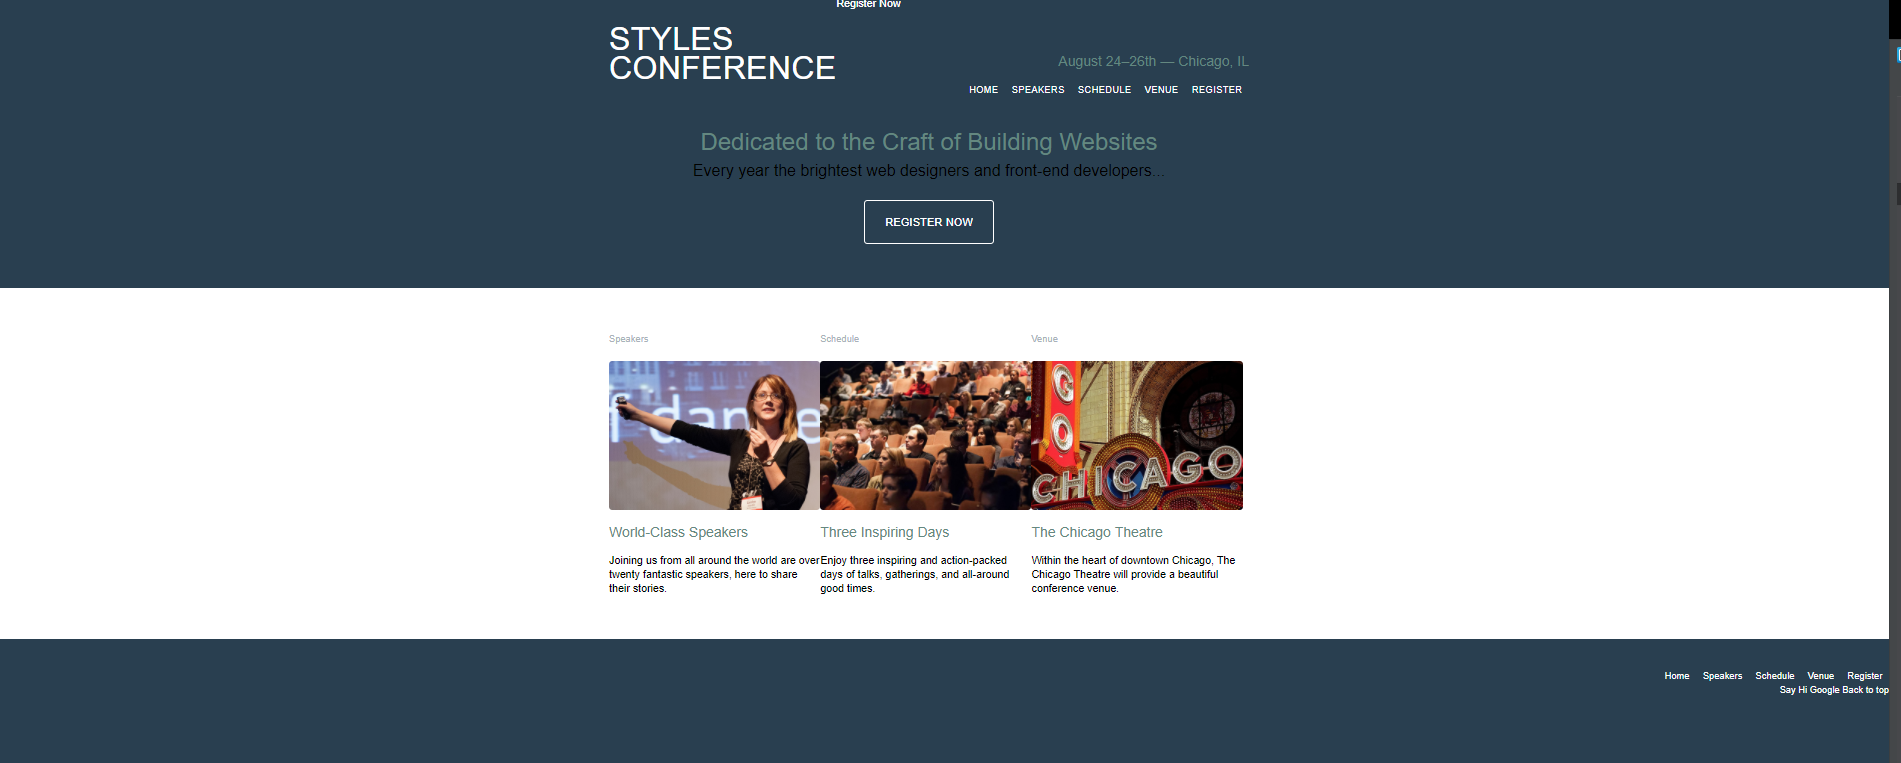 Register Now
STYLES
CONFERENCE
August 24–26th — Chicago, IL
HOME SPEAKERS SCHEDULE VENUE REGISTER
Dedicated to the Craft of Building Websites
Every year the brightest web designers and front-end developers...
REGISTER NOW
Speakers
Schedule
Venue
f dan e
C
O
O
CHICAGO
World-Class Speakers
Joining us from all around the world are over
twenty fantastic speakers, here to share
their stories.
Three Inspiring Days
Enjoy three inspiring and action-packed
days of talks, gatherings, and all-around
good times.
The Chicago Theatre
Within the heart of downtown Chicago, The
Chicago Theatre will provide a beautiful
conference venue.
Home Speakers Schedule Venue Register
Say Hi Google Back to top